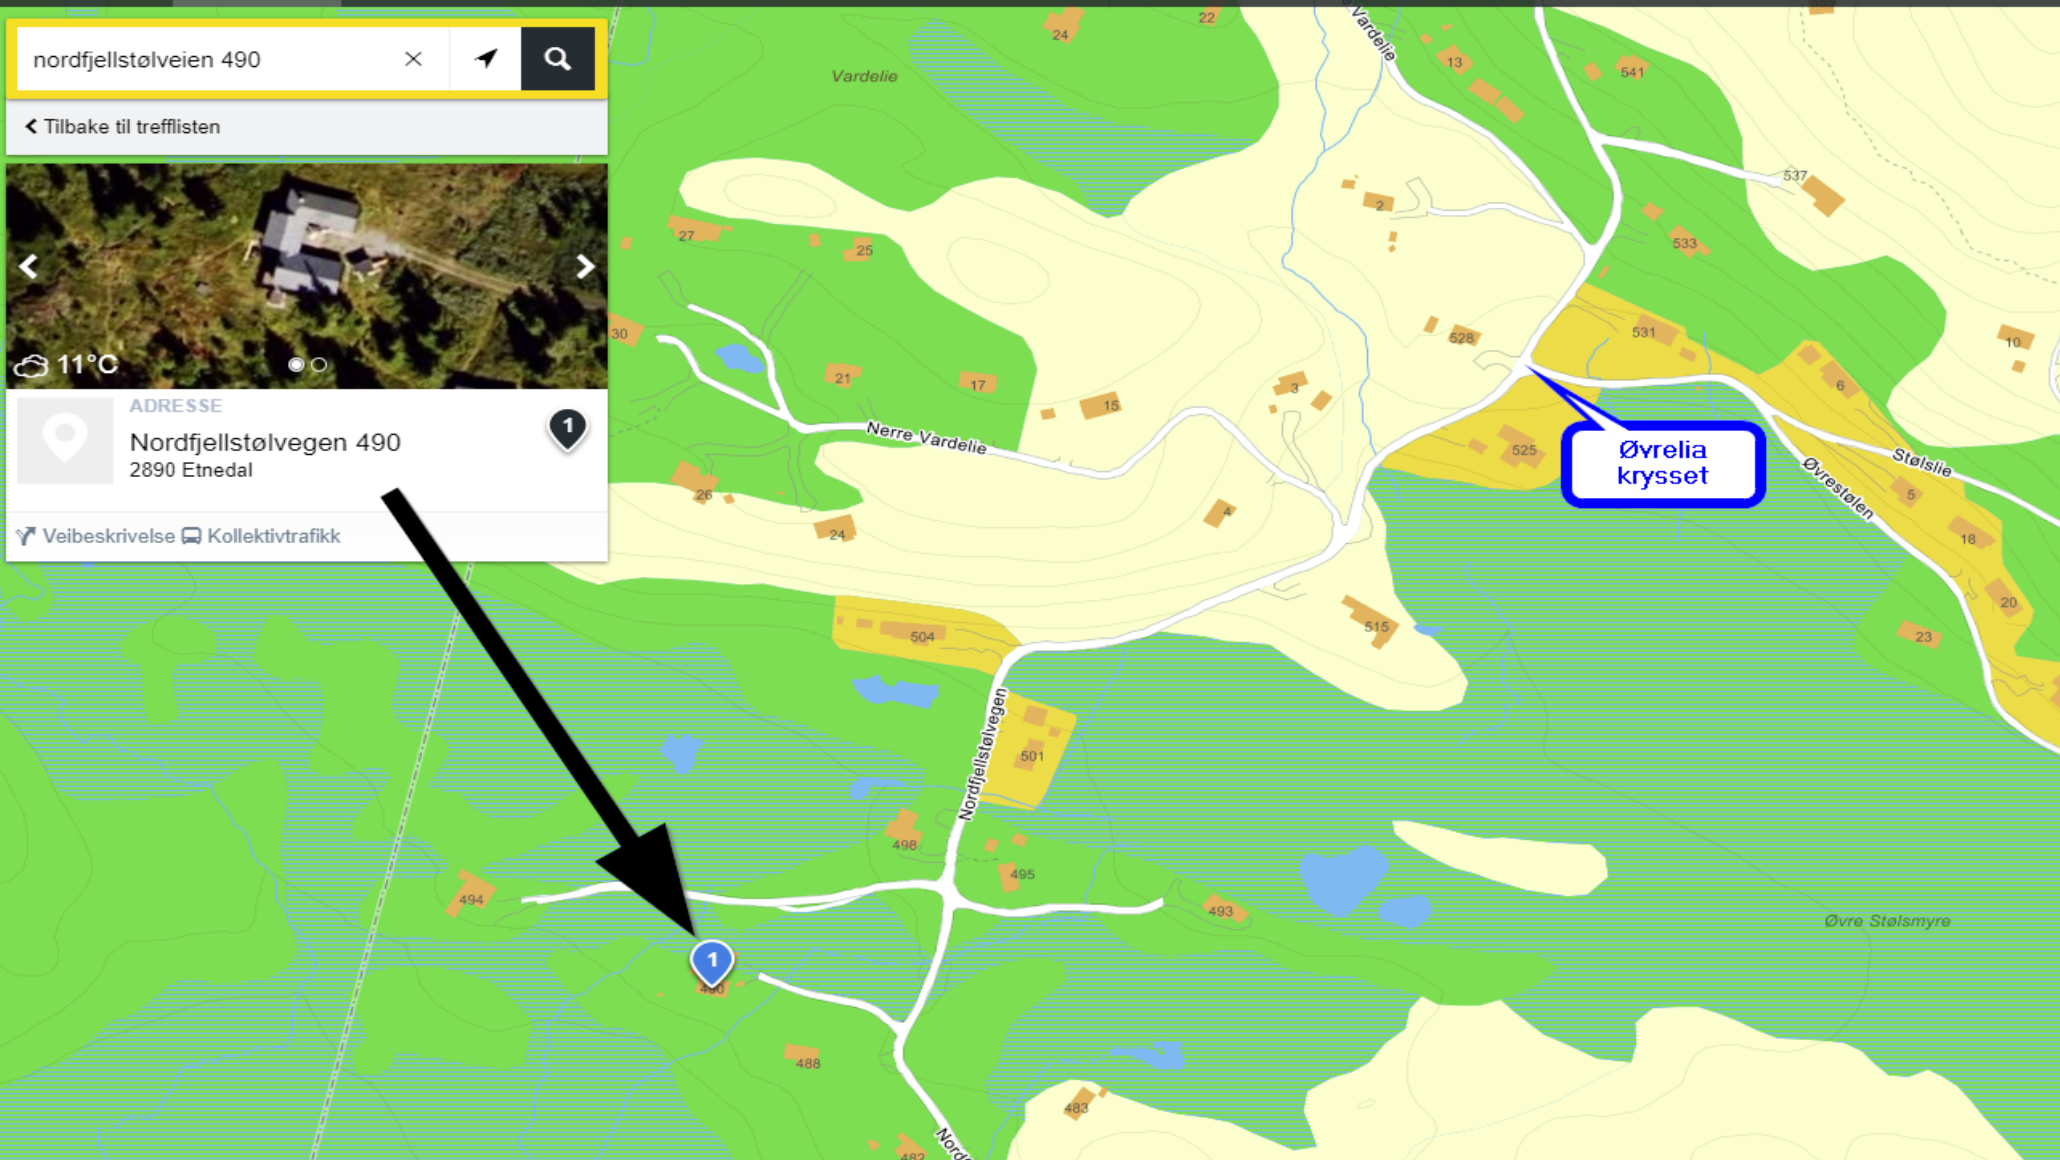 nordfjellstølveien 490
Tilbake til trefflisten
11°C
ADRESSE
Nordfjellstølvegen 490
2890 Etnedal
1
Veibeskrivelse Kollektivtrafikk
Vardelie
24
22
Vardelie
13
541
537
2
533
27
25
30
528
531
10
21
17
15
3
6
Nerre Vardelie
525
Øvrelia
krysset
Stølslie
Øvrestølen
5
26
24
4
18
20
504
515
23
Nordfjellstølvegen
501
498
495
494
493
Øvre Stølsmyre
1
490
488
483
482